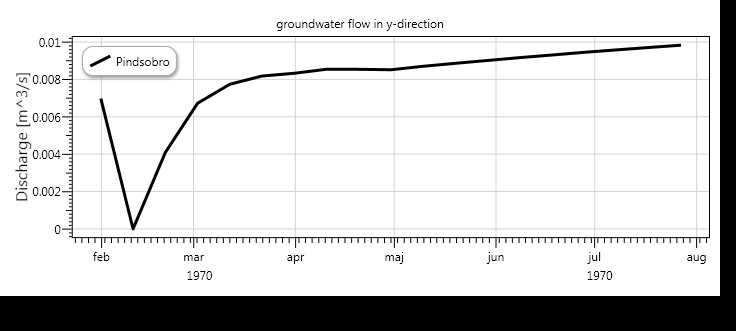 groundwater flow in y-direction
Pindsobro
Discharge [m^3/s]
0.01
0.008
0.006
0.004
0.002
0
feb mar apr maj jun jul aug
1970 1970